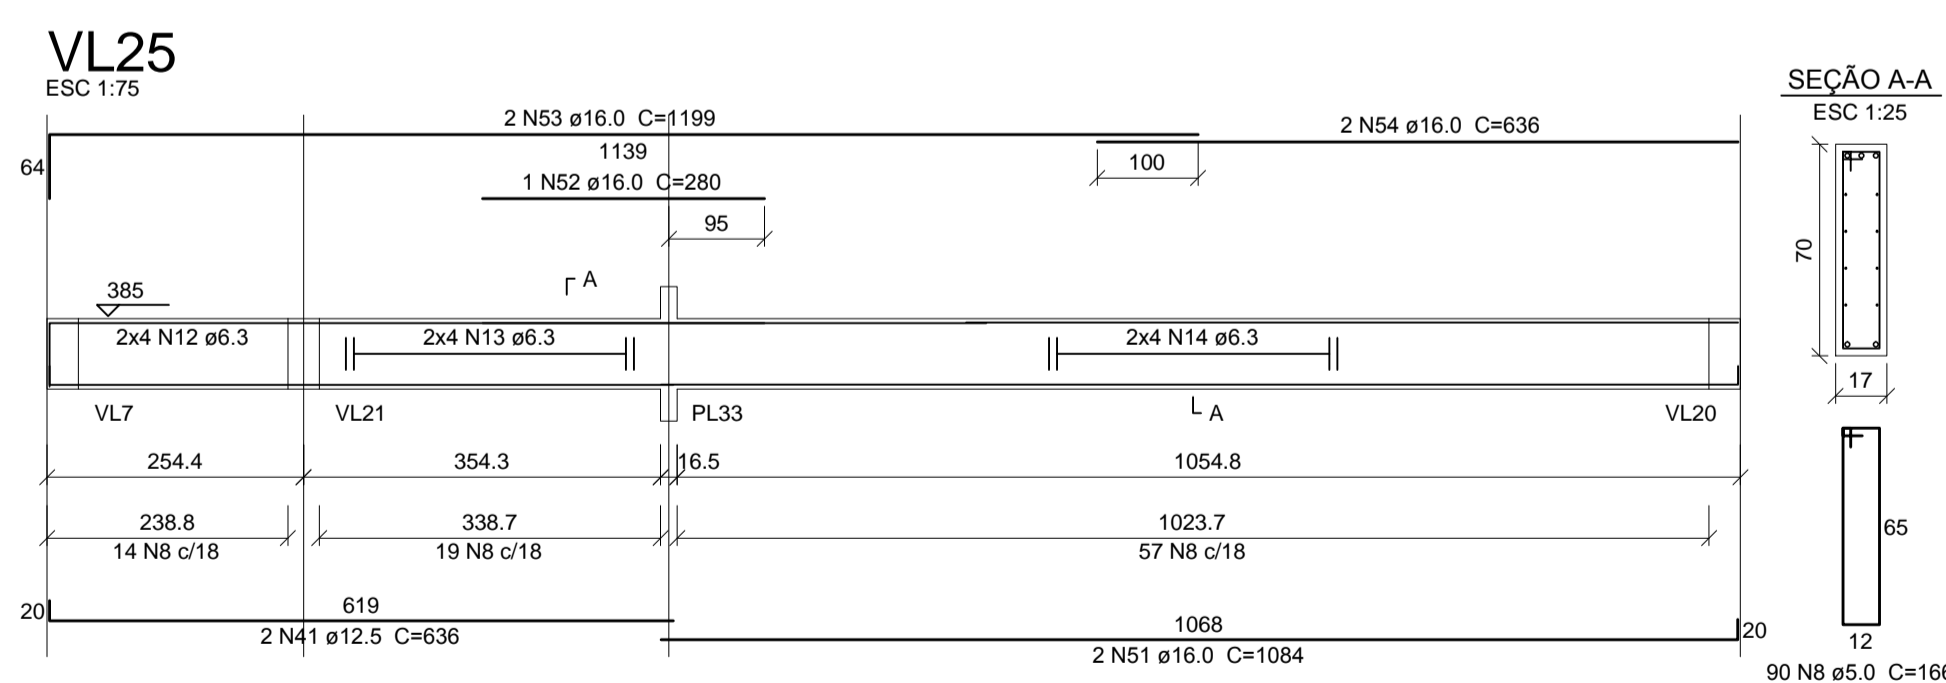 VL25
ESC 1:75
2 N53 ø16.0 C=1199
1139
64
2 N54 ø16.0 C=636
100
1 N52 ø16.0 C=280
95
A
385
2x4 N12 ø6.3
2x4 N13 ø6.3
2x4 N14 ø6.3
VL7
VL21
PL33
A
VL20
254.4
354.3
16.5
1054.8
238.8
338.7
1023.7
14 N8 c/18
19 N8 c/18
57 N8 c/18
20
619
2 N41 ø12.5 C=636
1068
20
2 N51 ø16.0 C=1084
SEÇÃO A-A
ESC 1:25
70
17
65
12
90 N8 ø5.0 C=166